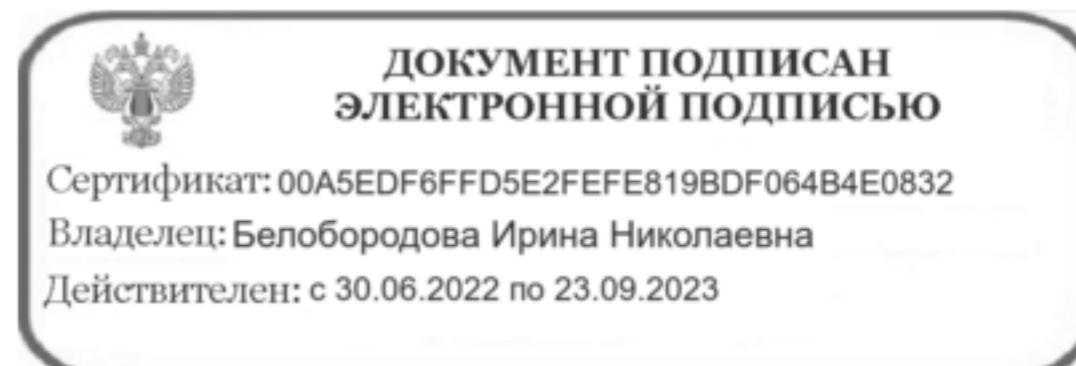 ДОКУМЕНТ ПОДПИСАН
ЭЛЕКТРОННОЙ ПОДПИСЬЮ
Сертификат: 00A5EDF6FFD5E2FEFE819BDF064B4E0832
Владелец: Белобородова Ирина Николаевна
Действителен: с 30.06.2022 по 23.09.2023